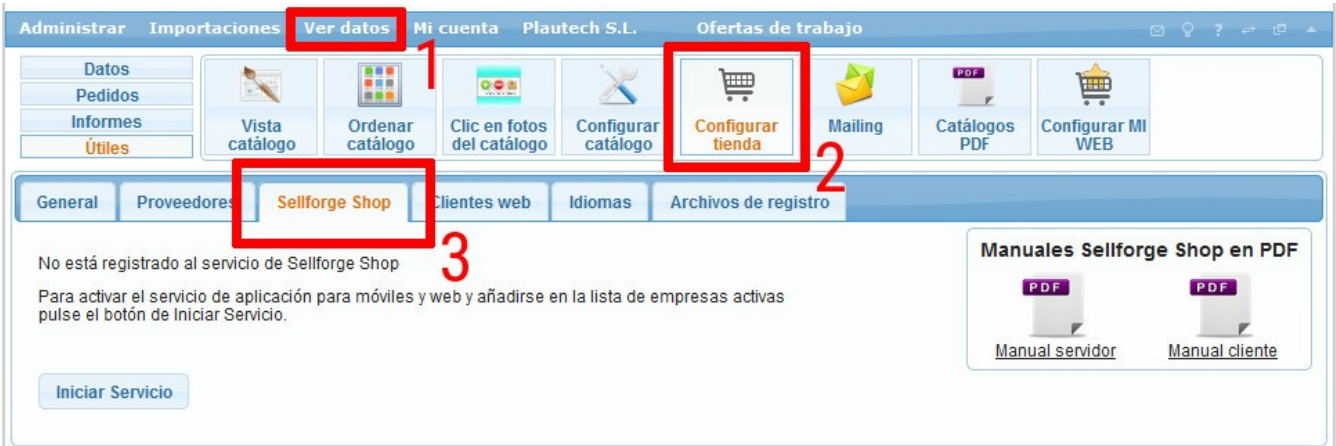 Administrar Importaciones Ver datos Mi cuenta Plautech S.L. Ofertas de trabajo
1
Datos
Pedidos
Informes
Útiles
Vista
catálogo
Ordenar
catálogo
Clic en fotos
del catálogo
Configurar
catálogo
Configurar
tienda
Mailing
PDF
Catálogos
PDF
Configurar MI
WEB
2
General Proveedores Sellforge Shop Clientes web Idiomas Archivos de registro
3
No está registrado al servicio de Sellforge Shop
Para activar el servicio de aplicación para móviles y web y añadirse en la lista de empresas activas
pulse el botón de Iniciar Servicio.
Iniciar Servicio
Manuales Sellforge Shop en PDF
PDF PDF
Manual servidor Manual cliente